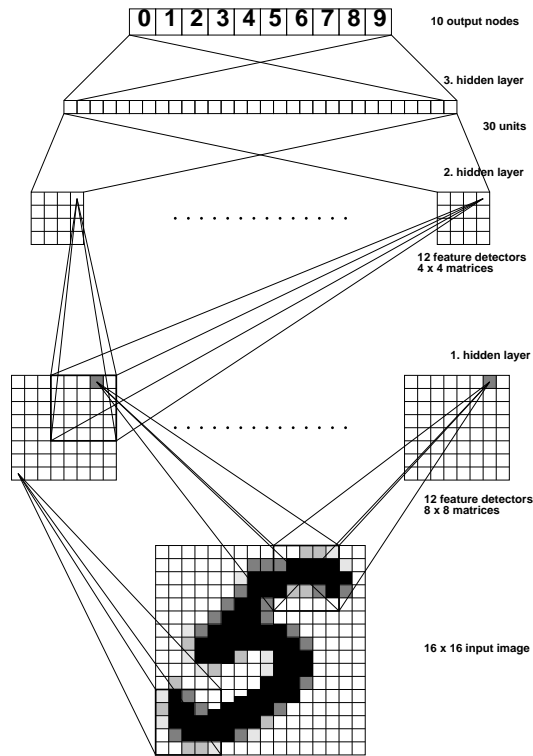 0 1 2 3 4 5 6 7 8 9
10 output nodes
3. hidden layer
30 units
2. hidden layer
12 feature detectors
4 x 4 matrices
1. hidden layer
12 feature detectors
8 x 8 matrices
16 x 16 input image